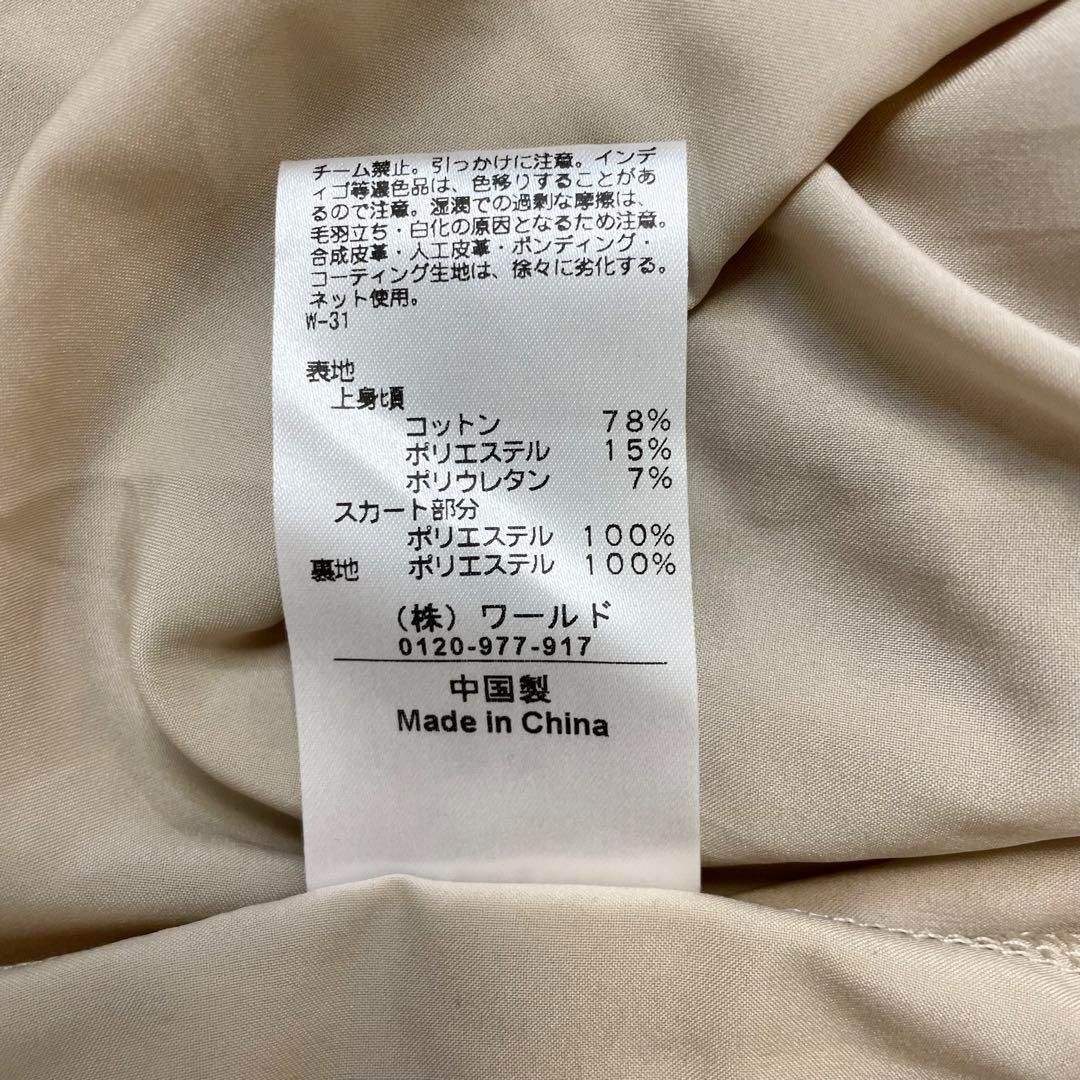 チーム禁止。引っかけに注意。インデ
ィゴ等濃色品は、色移りすることがあ
るので注意。湿潤での過剰な摩擦は、
毛羽立ち・白化の原因となるため注意。
合成皮革・人工皮革・ボンディング・
コーティング生地は、徐々に劣化する。
ネット使用。
W-31
表地
上身頃
コットン 78%
ポリエステル 15%
ポリウレタン 7%
スカート部分
ポリエステル 100%
裏地 ポリエステル 100%
(株) ワールド
0120-977-917
中国製
Made in China